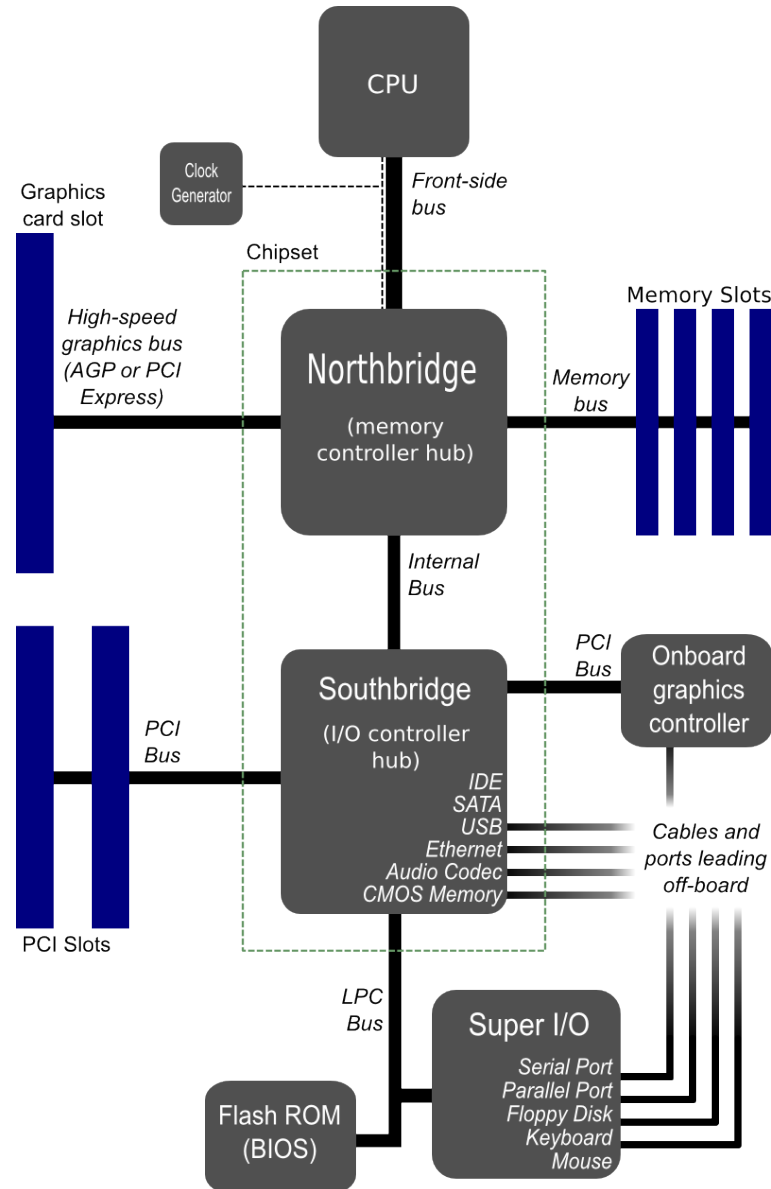 CPU
Clock
Generator
Front-side
bus
Graphics
card slot
Chipset
High-speed
graphics bus
(AGP or PCI
Express)
Memory Slots
Northbridge
(memory
controller hub)
Memory
bus
Internal
Bus
PCI
Bus
Onboard
graphics
controller
Southbridge
(I/O controller
hub)
PCI
Bus
IDE
SATA
USB
Ethernet
Audio Codec
CMOS Memory
Cables and
ports leading
off-board
PCI Slots
LPC
Bus
Super I/O
Serial Port
Parallel Port
Floppy Disk
Keyboard
Mouse
Flash ROM
(BIOS)